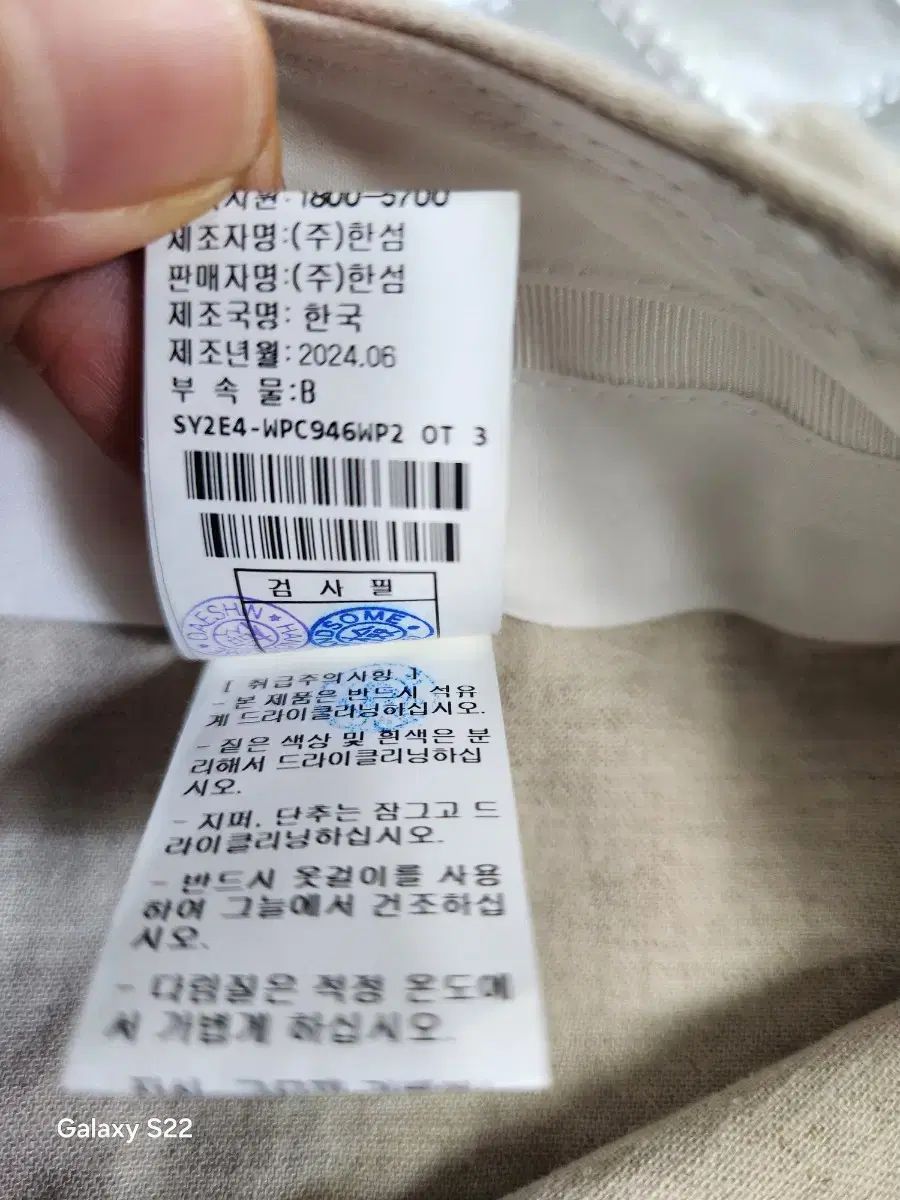 지원: 1800-5700
제조자명:(주)한섬
판매자명:(주)한섬
제조국명: 한국
제조년월: 2024.06
부 속 물:B
SY2E4-WPC946WP2 OT 3
검 사 필
DAESHIN
NDSOME
[ 취급주의사항 ]
- 본 제품은 반드시 석유
계 드라이클리닝하십시오.
- 짙은 색상 및 흰색은 분
리해서 드라이클리닝하십
시오.
- 지퍼, 단추는 잠그고 드
라이클리닝하십시오.
- 반드시 옷걸이를 사용
하여 그늘에서 건조하십
시오.
- 다림질은 적정 온도에
서 가볍게 하십시오.
Galaxy S22